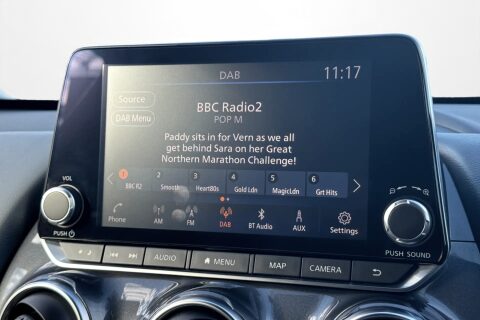 DAB
11:17
Source
DAB Menu
BBC Radio2
POP M
Paddy sits in for Vern as we all
get behind Sara on her Great
Northern Marathon Challenge!
1 2 3 4 5 6
BBC R2 Smooth Heart80s Gold Ldn MagicLdn Grt Hits
Phone AM FM DAB BT Audio AUX Settings
VOL
PUSH
PUSH SOUND
AUDIO MENU MAP CAMERA